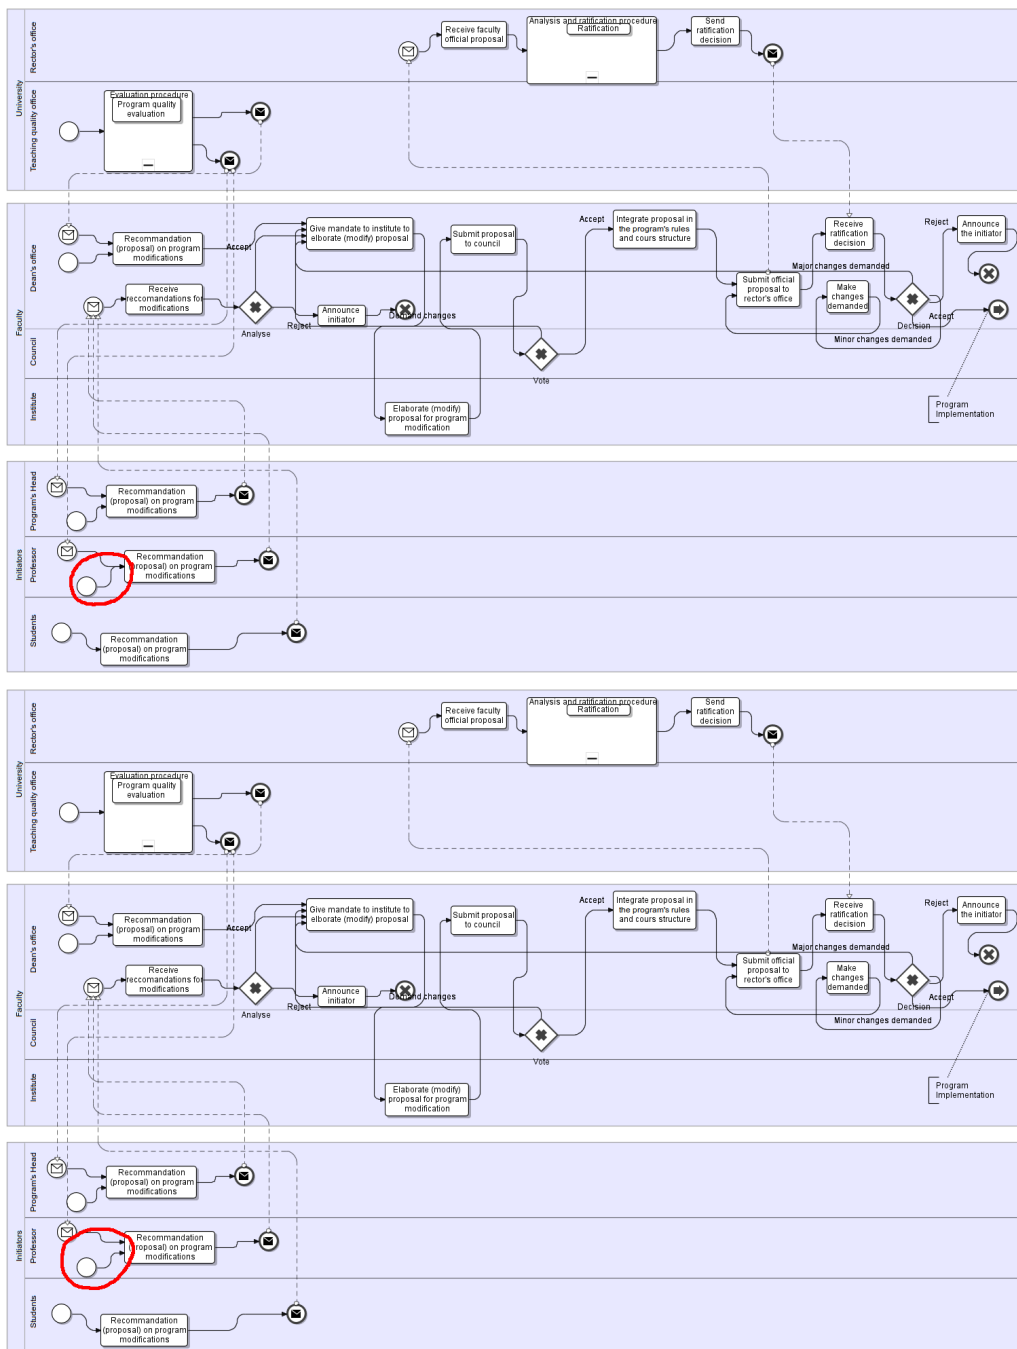 University
Rector's office
Receive faculty
official proposal
Analysis and ratification procedure
Ratification
Send
ratification
decision
Teaching quality office
Evaluation procedure
Program quality
evaluation
Faculty
Dean's office
Recommandation
(proposal) on program
modifications
Receive
reccomandations for
modifications
Accept
Analyse
Reject
Give mandate to institute to
elborate (modify) proposal
Announce
initiator
Demand changes
Submit proposal
to council
Accept
Integrate proposal in
the program's rules
and cours structure
Submit official
proposal to
rector's office
Major changes demanded
Receive
ratification
decision
Make
changes
demanded
Decision
Reject
Accept
Minor changes demanded
Announce
the initiator
Council
Vote
Institute
Elaborate (modify)
proposal for program
modification
Program
Implementation
Initiators
Program's Head
Recommandation
(proposal) on program
modifications
Professor
Recommandation
(proposal) on program
modifications
Students
Recommandation
(proposal) on program
modifications
University
Rector's office
Receive faculty
official proposal
Analysis and ratification procedure
Ratification
Send
ratification
decision
Teaching quality office
Evaluation procedure
Program quality
evaluation
Faculty
Dean's office
Recommandation
(proposal) on program
modifications
Receive
reccomandations for
modifications
Accept
Analyse
Reject
Give mandate to institute to
elborate (modify) proposal
Announce
initiator
Demand changes
Submit proposal
to council
Accept
Integrate proposal in
the program's rules
and cours structure
Submit official
proposal to
rector's office
Major changes demanded
Receive
ratification
decision
Make
changes
demanded
Decision
Reject
Accept
Minor changes demanded
Announce
the initiator
Council
Vote
Institute
Elaborate (modify)
proposal for program
modification
Program
Implementation
Initiators
Program's Head
Recommandation
(proposal) on program
modifications
Professor
Recommandation
(proposal) on program
modifications
Students
Recommandation
(proposal) on program
modifications